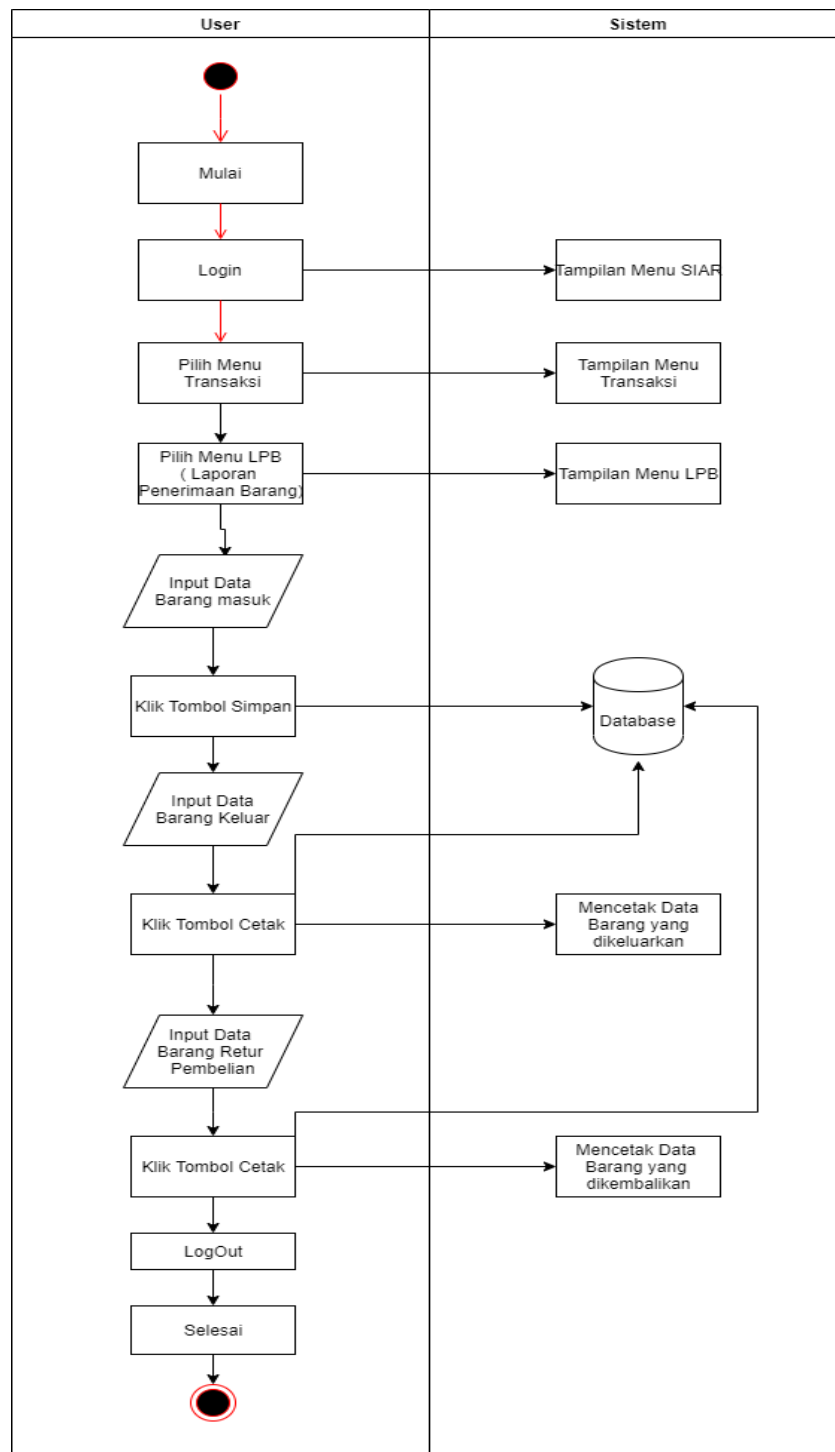 User
Sistem
Mulai
Login
Tampilan Menu SIAR
Pilih Menu
Transaksi
Tampilan Menu
Transaksi
Pilih Menu LPB
( Laporan
Penerimaan Barang)
Tampilan Menu LPB
Input Data
Barang masuk
Klik Tombol Simpan
Database
Input Data
Barang Keluar
Klik Tombol Cetak
Mencetak Data
Barang yang
dikeluarkan
Input Data
Barang Retur
Pembelian
Klik Tombol Cetak
Mencetak Data
Barang yang
dikembalikan
LogOut
Selesai